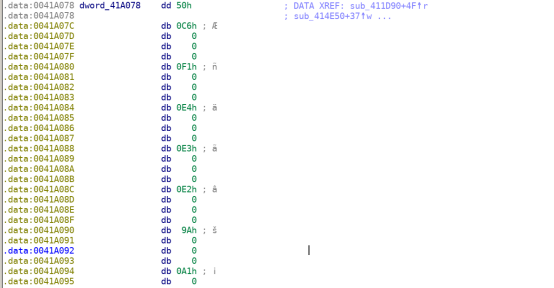 .data:0041A078 dword_41A078 dd 50h ; DATA XREF: sub_411D90+4F↑r
.data:0041A078 ; sub_414E50+37↑w ...
.data:0041A07C db 0C6h ; Æ
.data:0041A07D db 0
.data:0041A07E db 0
.data:0041A07F db 0
.data:0041A080 db 0F1h ; ñ
.data:0041A081 db 0
.data:0041A082 db 0
.data:0041A083 db 0
.data:0041A084 db 0E4h ; ä
.data:0041A085 db 0
.data:0041A086 db 0
.data:0041A087 db 0
.data:0041A088 db 0E3h ; ã
.data:0041A089 db 0
.data:0041A08A db 0
.data:0041A08B db 0
.data:0041A08C db 0E2h ; â
.data:0041A08D db 0
.data:0041A08E db 0
.data:0041A08F db 0
.data:0041A090 db 9Ah ; š
.data:0041A091 db 0
.data:0041A092 db 0
.data:0041A093 db 0
.data:0041A094 db 0A1h ; ¡
.data:0041A095 db 0